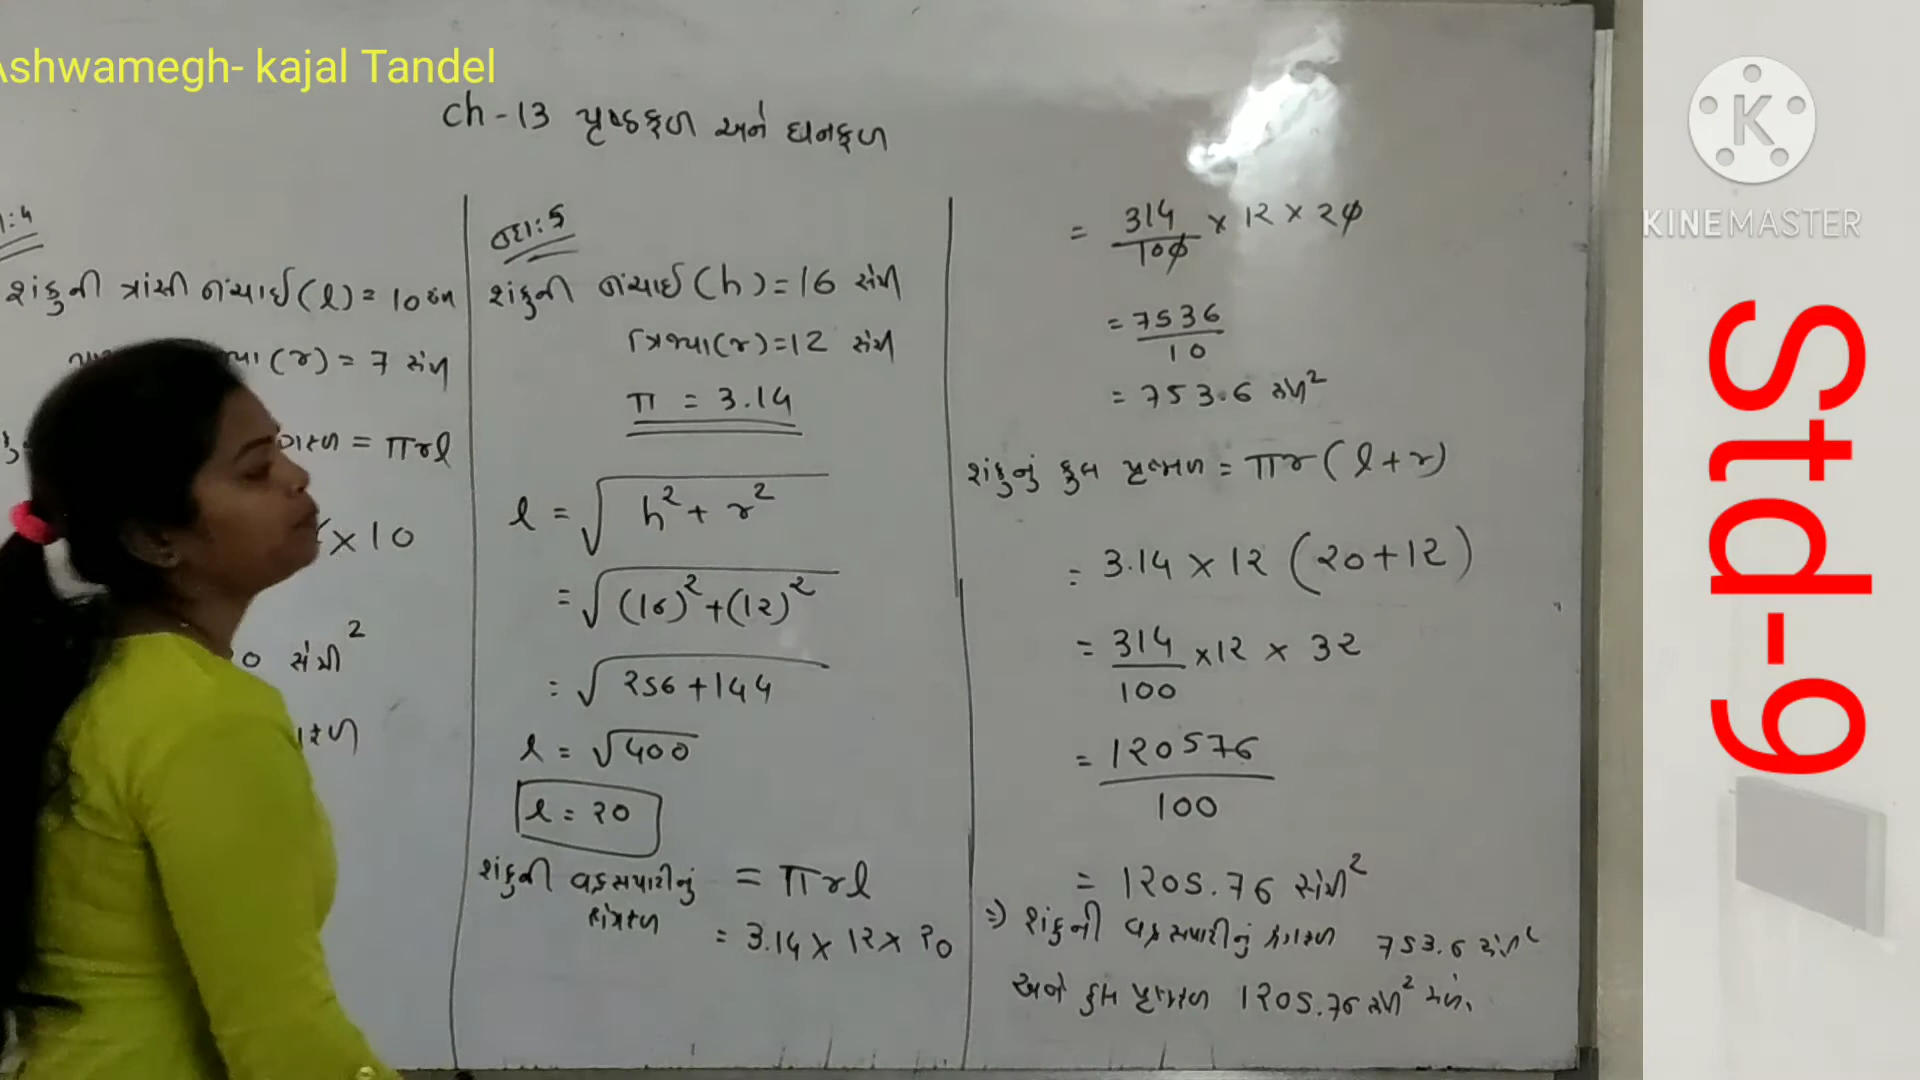 Ashwamegh- kajal Tandel
ch - 13 પૃષ્ઠફળ અને ઘનફળ
શંકુની ત્રાંસી ઊંચાઈ (l) = 10 સેમી
(r) = 7 સેમી
= πrl
× 10
0 સેમી²
ઉદા: 5
શંકુની ઊંચાઈ (h) = 16 સેમી
ત્રિજ્યા (r) = 12 સેમી
π = 3.14
l = √h² + r²
= √(16)² + (12)²
= √256 + 144
l = √400
l = 20
શંકુની વક્રસપાટીનું = πrl
ક્ષેત્રફળ
= 3.14 × 12 × 20
= 314/100 × 12 × 20
= 7536/10
= 753.6 સેમી²
શંકુનું કુલ પૃષ્ઠફળ = πr (l + r)
= 3.14 × 12 (20 + 12)
= 314/100 × 12 × 32
= 120576/100
= 1205.76 સેમી²
⇒ શંકુની વક્રસપાટીનું ક્ષેત્રફળ 753.6 સેમી²
અને કુલ પૃષ્ઠફળ 1205.76 સેમી²
K
KINEMASTER
Std-9